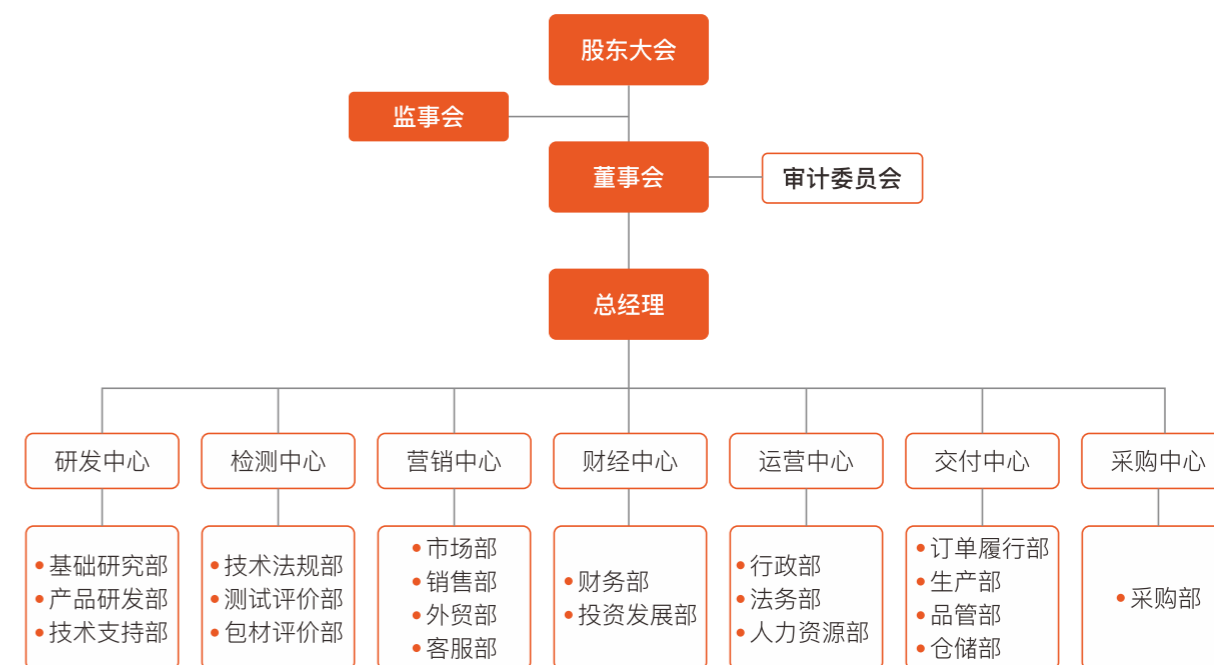 股东大会
监事会
董事会
审计委员会
总经理
研发中心
检测中心
营销中心
财经中心
运营中心
交付中心
采购中心
•基础研究部
•产品研发部
•技术支持部
•技术法规部
•测试评价部
•包材评价部
•市场部
•销售部
•外贸部
•客服部
•财务部
•投资发展部
•行政部
•法务部
•人力资源部
•订单履行部
•生产部
•品管部
•仓储部
•采购部